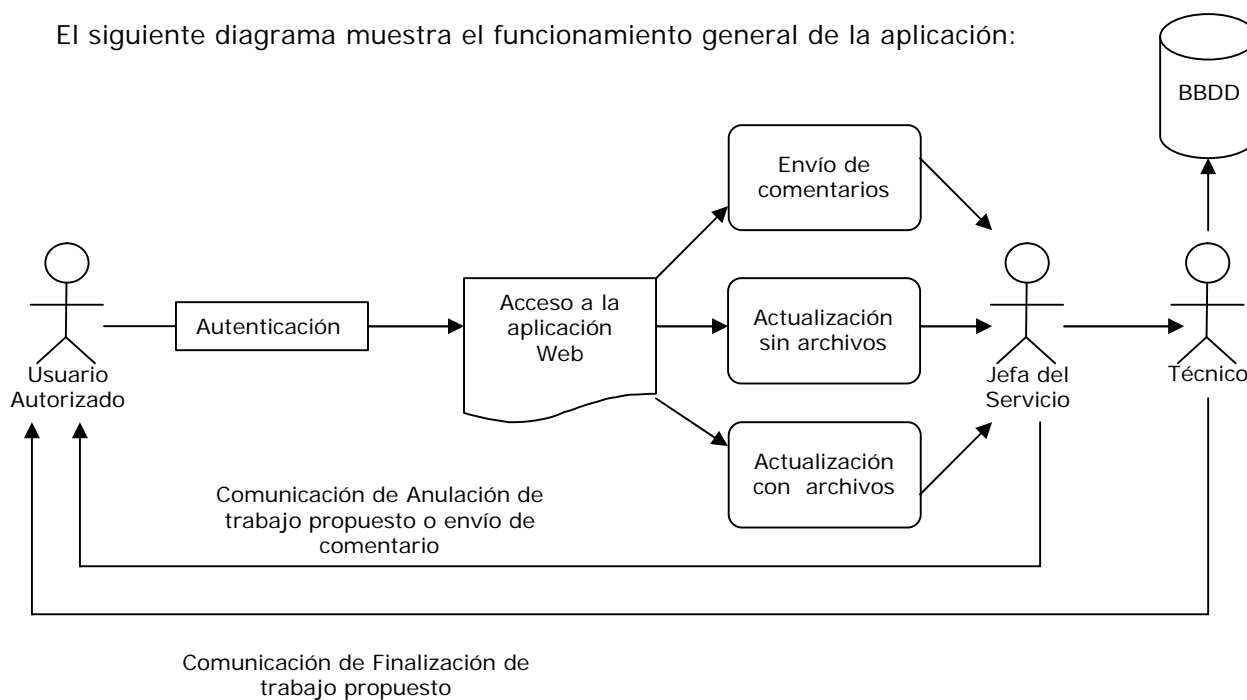 El siguiente diagrama muestra el funcionamiento general de la aplicación:
BBDD
Envío de
comentarios
Autenticación
Acceso a la
aplicación
Web
Actualización
sin archivos
Usuario
Autorizado
Jefa del
Servicio
Técnico
Actualización
con archivos
Comunicación de Anulación de
trabajo propuesto o envío de
comentario
Comunicación de Finalización de
trabajo propuesto